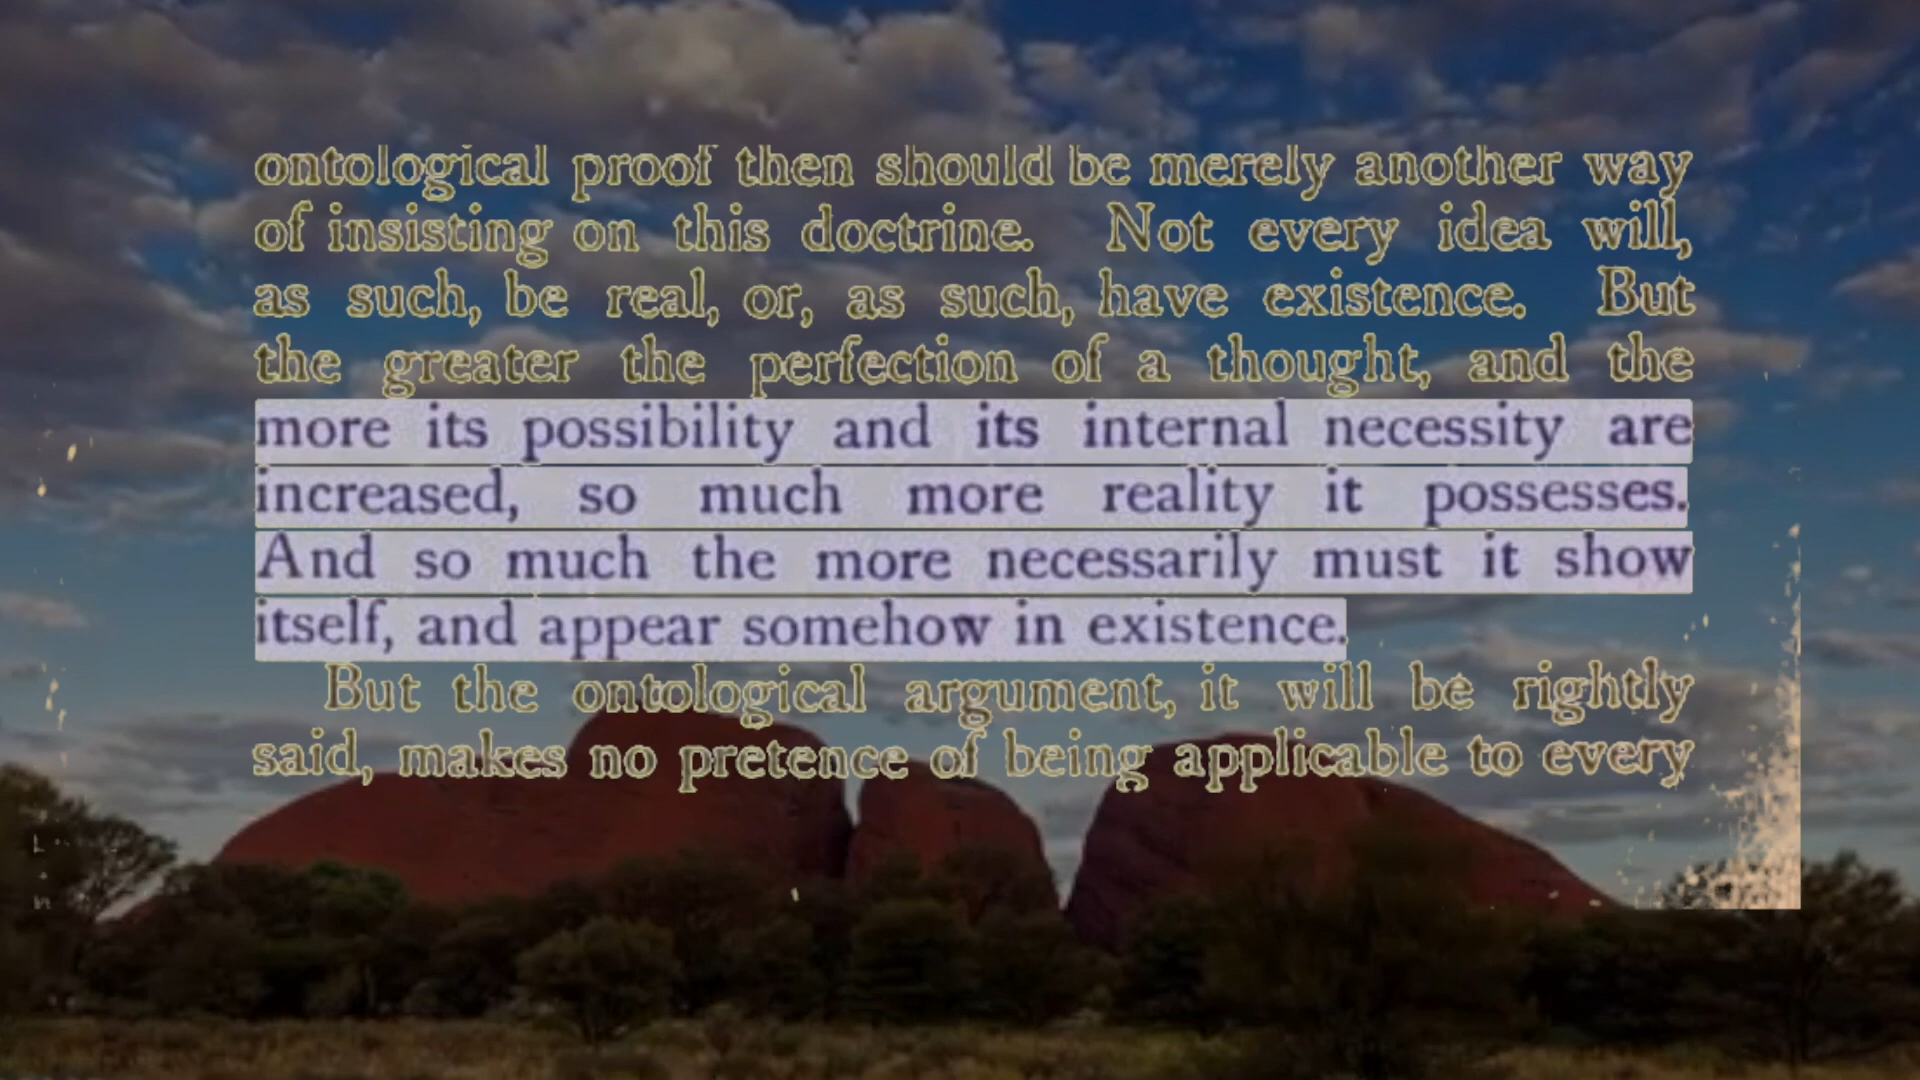 ontological proof then should be merely another way
of insisting on this doctrine. Not every idea will,
as such, be real, or, as such, have existence. But
the greater the perfection of a thought, and the
more its possibility and its internal necessity are
increased, so much more reality it possesses.
And so much the more necessarily must it show
itself, and appear somehow in existence.
But the ontological argument, it will be rightly
said, makes no pretence of being applicable to every